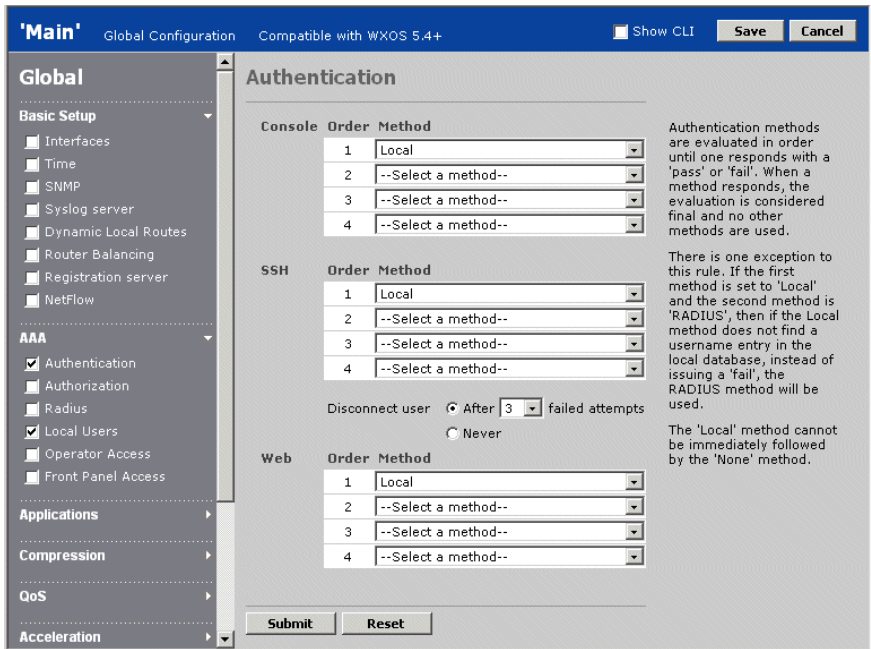 'Main' Global Configuration Compatible with WXOS 5.4+ Show CLI Save Cancel
Global
Basic Setup
Interfaces
Time
SNMP
Syslog server
Dynamic Local Routes
Router Balancing
Registration server
NetFlow
AAA
Authentication
Authorization
Radius
Local Users
Operator Access
Front Panel Access
Applications
Compression
QoS
Acceleration
Authentication
Console Order Method
1 Local
2 --Select a method--
3 --Select a method--
4 --Select a method--
SSH Order Method
1 Local
2 --Select a method--
3 --Select a method--
4 --Select a method--
Disconnect user After 3 failed attempts
Never
Web Order Method
1 Local
2 --Select a method--
3 --Select a method--
4 --Select a method--
Submit Reset
Authentication methods
are evaluated in order
until one responds with a
'pass' or 'fail'. When a
method responds, the
evaluation is considered
final and no other
methods are used.
There is one exception to
this rule. If the first
method is set to 'Local'
and the second method is
'RADIUS', then if the Local
method does not find a
username entry in the
local database, instead of
issuing a 'fail', the
RADIUS method will be
used.
The 'Local' method cannot
be immediately followed
by the 'None' method.